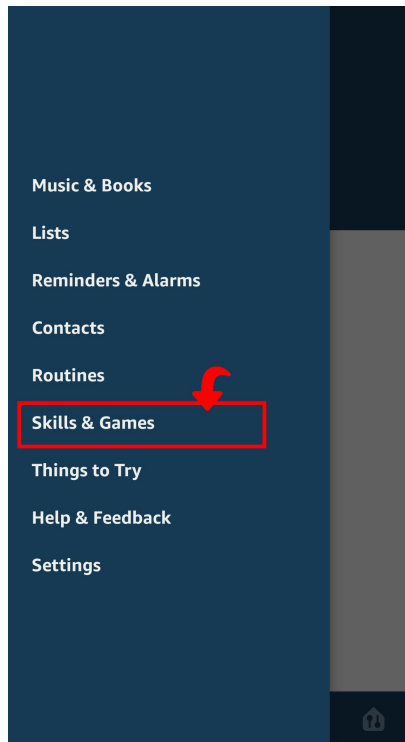 Music & Books
Lists
Reminders & Alarms
Contacts
Routines
Skills & Games
Things to Try
Help & Feedback
Settings